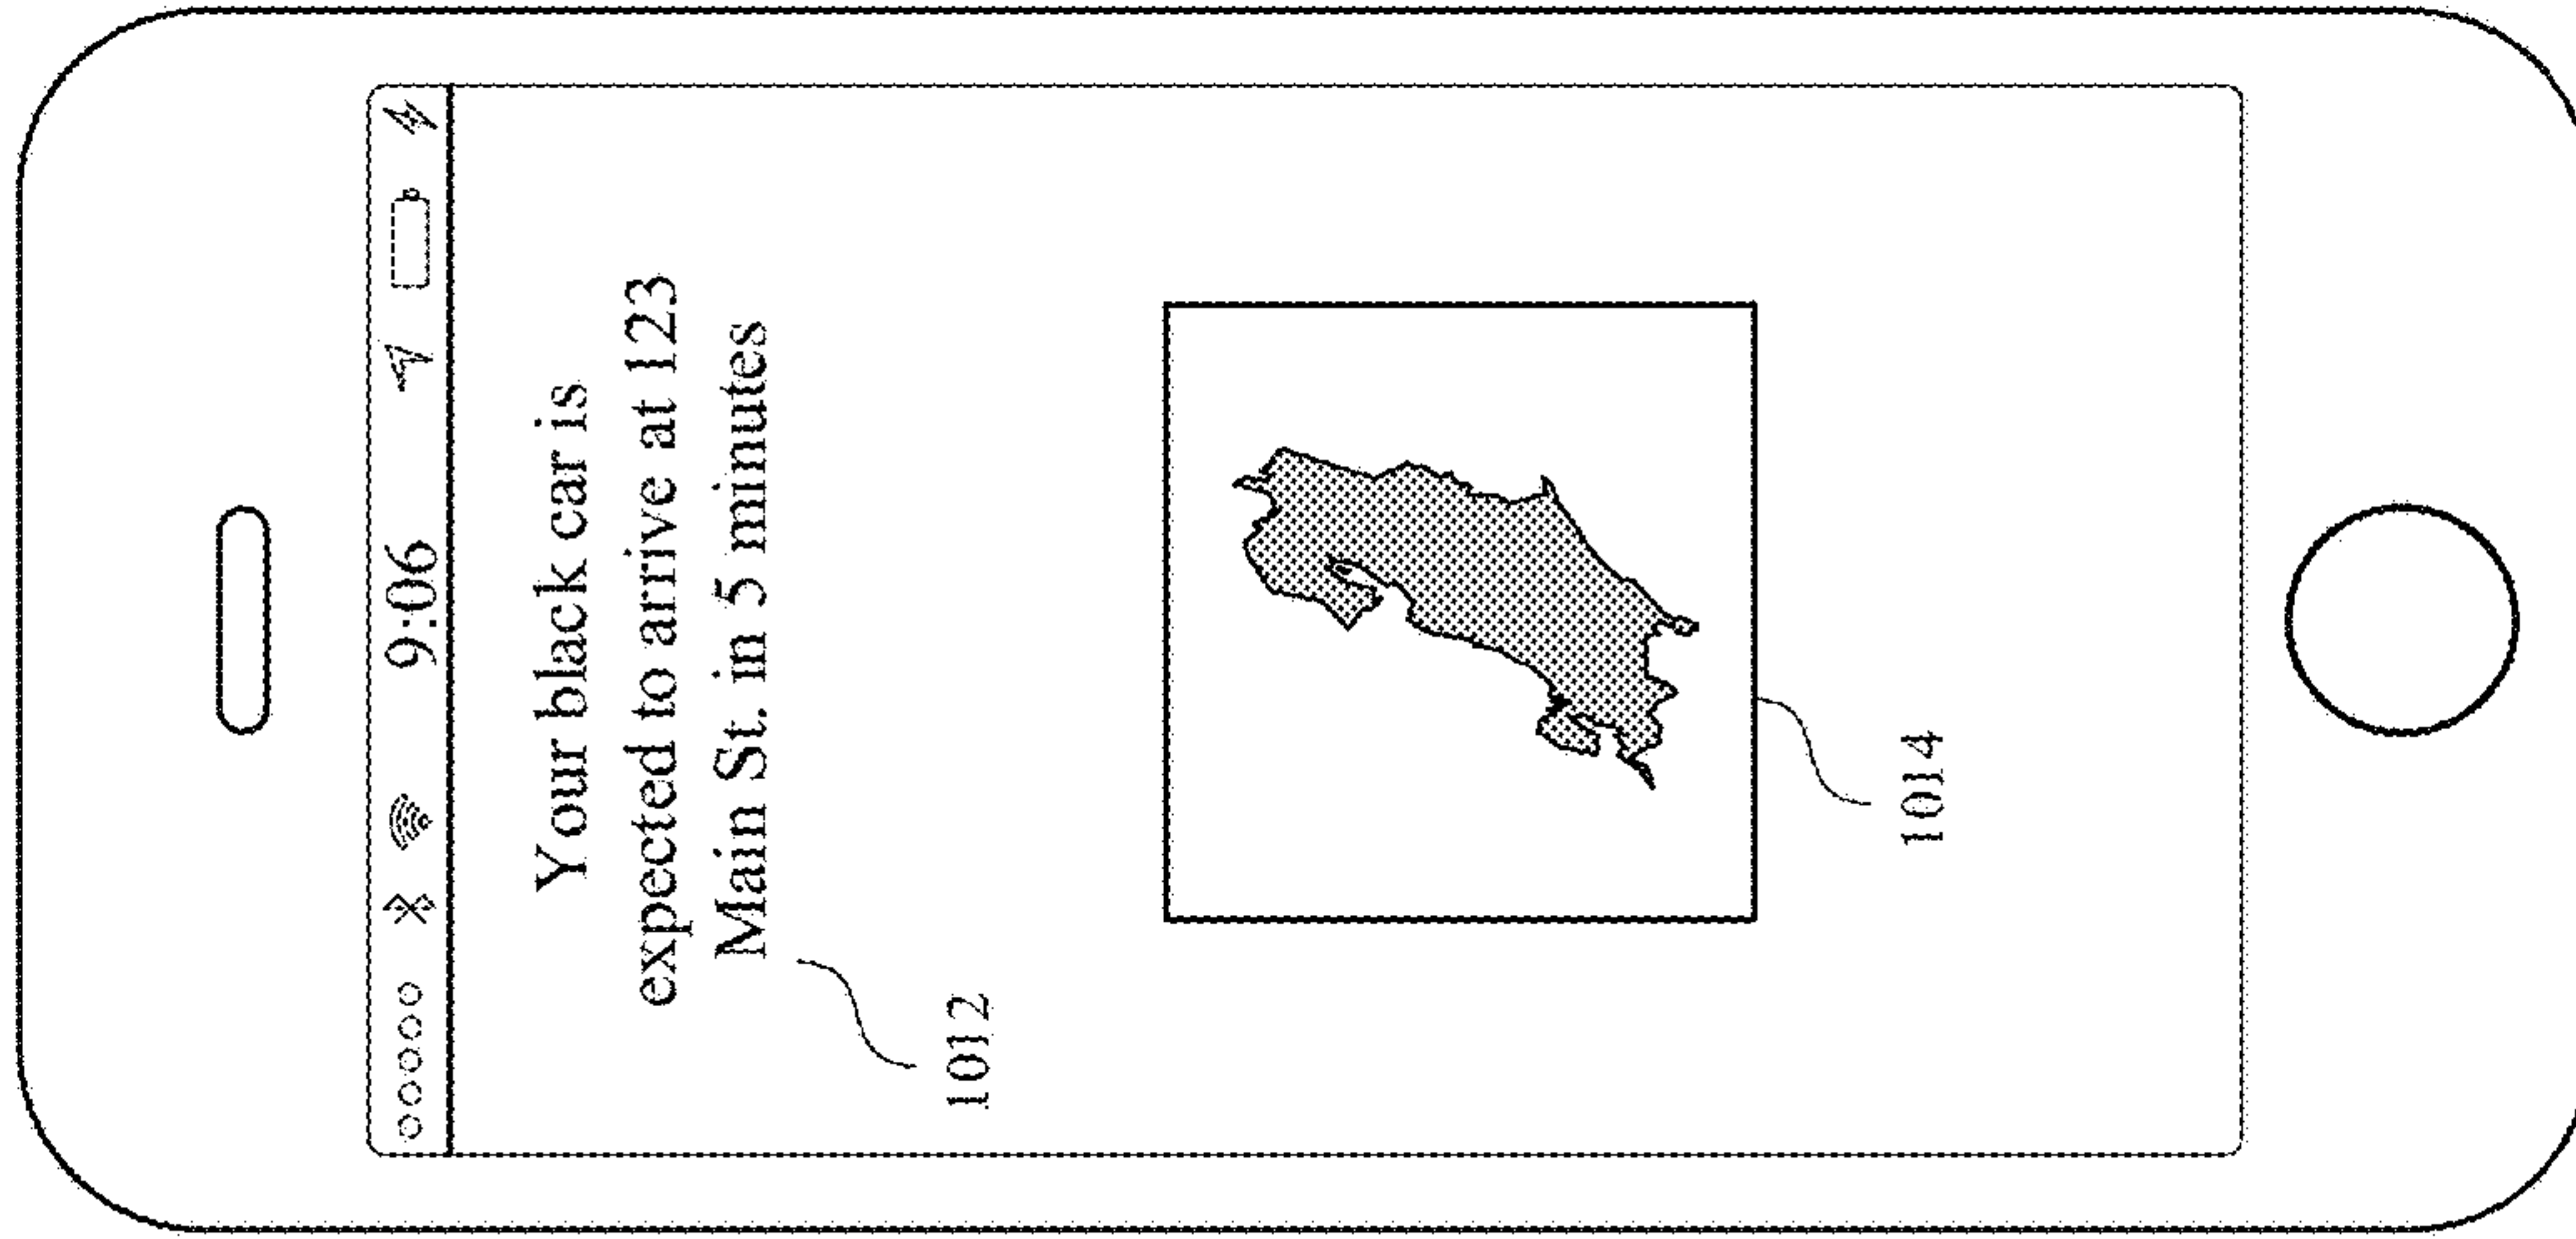 9:06
Your black car is
expected to arrive at 123
Main St. in 5 minutes
1012
1014